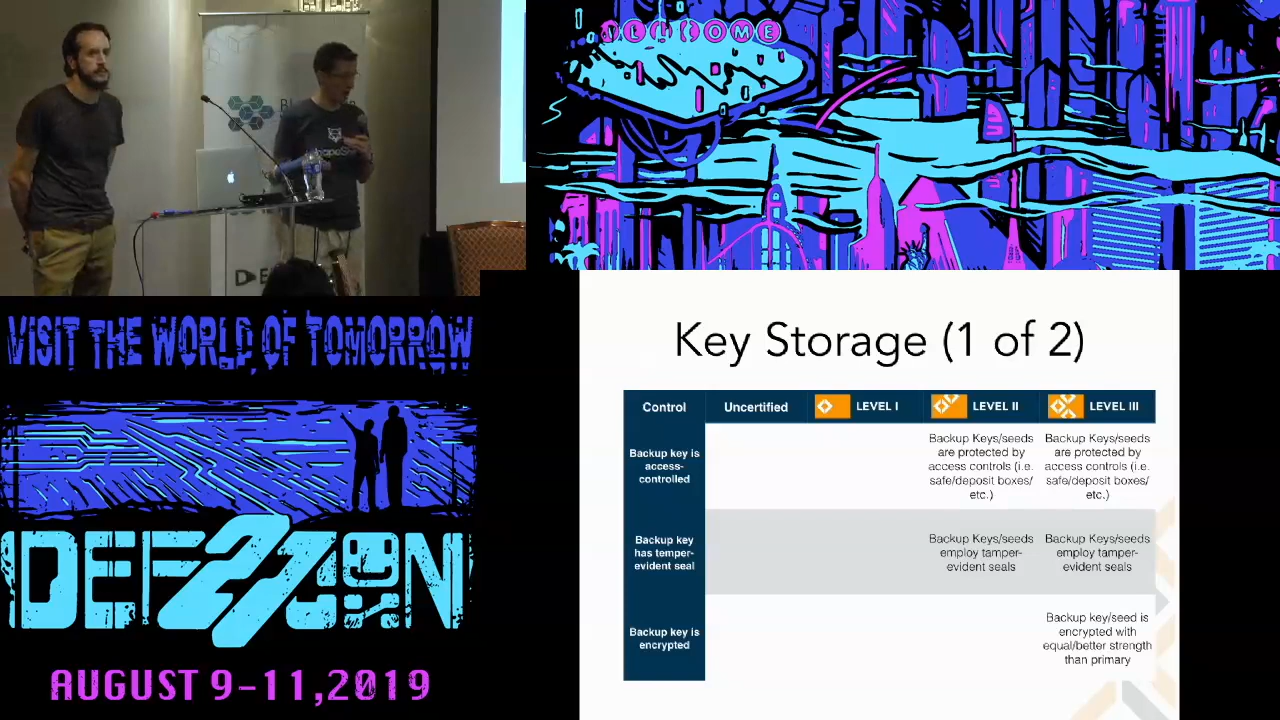 WELCOME
VISIT THE WORLD OF TOMORROW
DEF 27 CON
AUGUST 9-11,2019
Key Storage (1 of 2)
Control
Uncertified
LEVEL I
LEVEL II
LEVEL III
Backup key is
access-
controlled
Backup Keys/seeds
are protected by
access controls (i.e.
safe/deposit boxes/
etc.)
Backup Keys/seeds
are protected by
access controls (i.e.
safe/deposit boxes/
etc.)
Backup key
has temper-
evident seal
Backup Keys/seeds
employ tamper-
evident seals
Backup Keys/seeds
employ tamper-
evident seals
Backup key is
encrypted
Backup key/seed is
encrypted with
equal/better strength
than primary